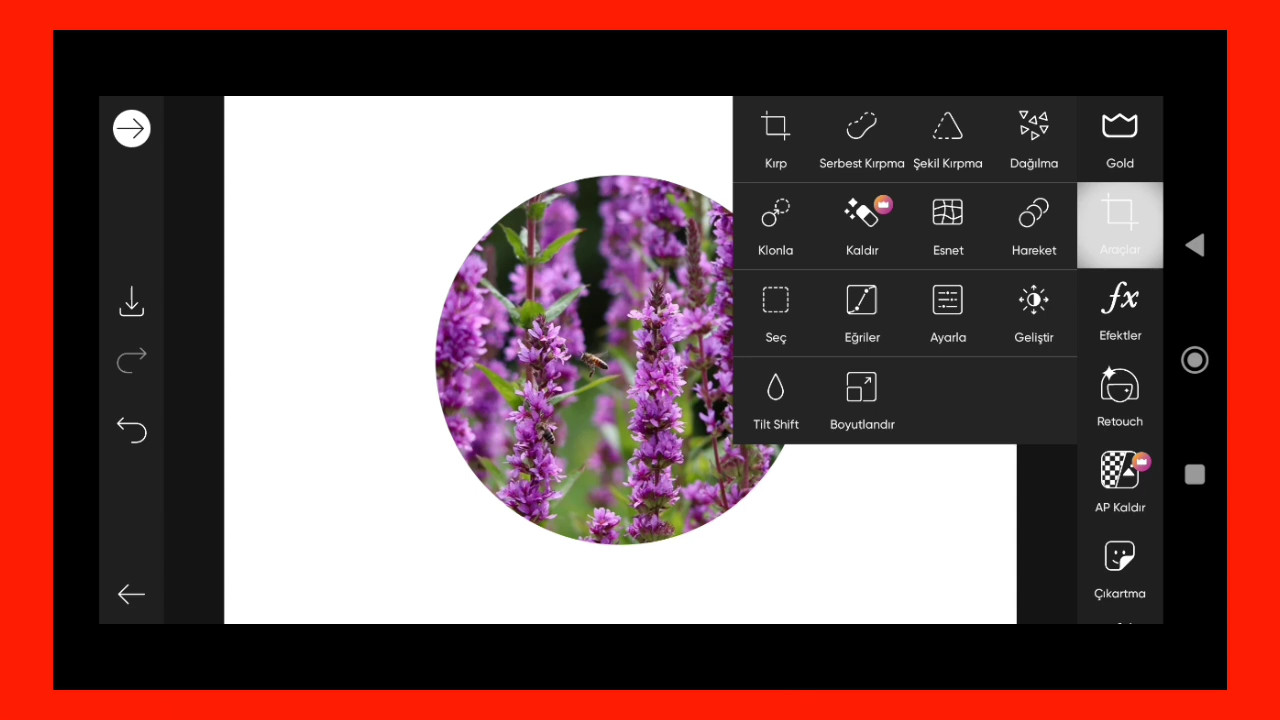 Kırp
Serbest Kırpma
Şekil Kırpma
Dağılma
Gold
Klonla
Kaldır
Esnet
Hareket
Araçlar
Seç
Eğriler
Ayarla
Geliştir
fx
Efektler
Tilt Shift
Boyutlandır
Retouch
AP Kaldır
Çıkartma